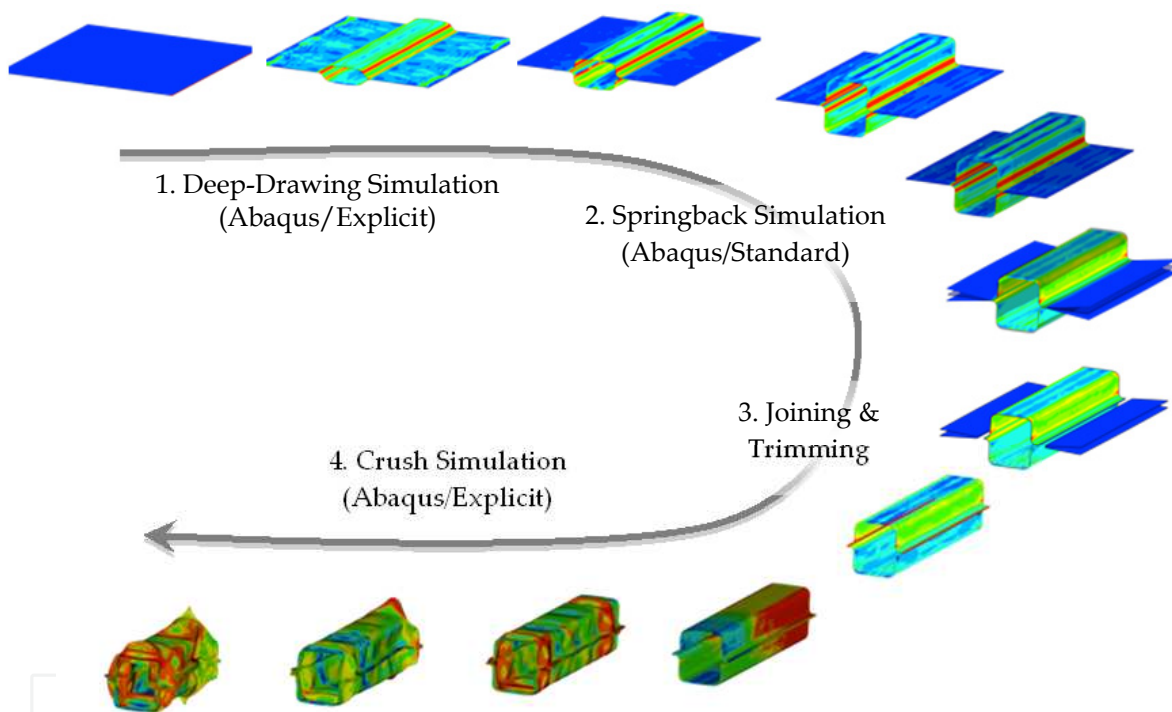 1. Deep-Drawing Simulation
(Abaqus/Explicit)
2. Springback Simulation
(Abaqus/Standard)
3. Joining &
Trimming
4. Crush Simulation
(Abaqus/Explicit)